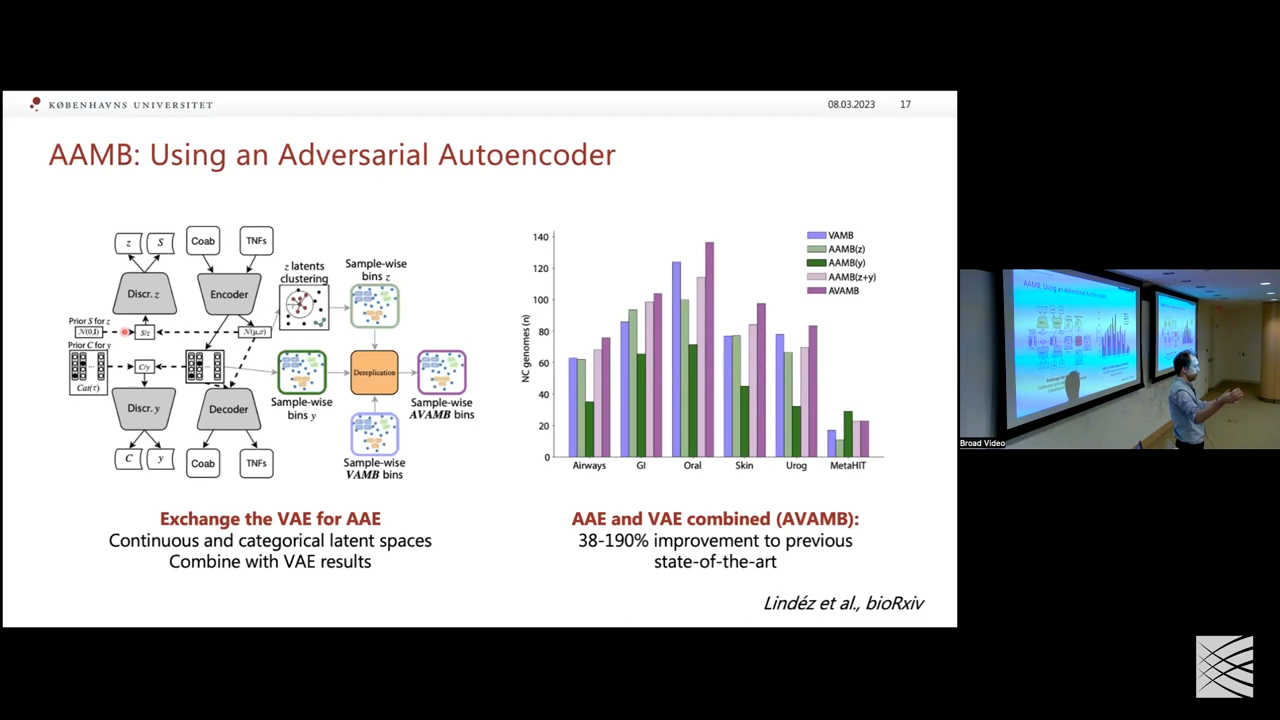 KØBENHAVNS UNIVERSITET
08.03.2023
17
AAMB: Using an Adversarial Autoencoder
z
S
Coab
TNFs
Discr. z
Encoder
z latents
clustering
Sample-wise
bins z
Prior S for z
N(0,I)
S/z
N(μ,σ)
Prior C for y
C/y
Cat(τ)
Discr. y
Decoder
Sample-wise
bins y
Dereplication
Sample-wise
AVAMB bins
Sample-wise
VAMB bins
C
y
Coab
TNFs
NC genomes (n)
140
120
100
80
60
40
20
0
Airways
GI
Oral
Skin
Urog
MetaHIT
VAMB
AAMB(z)
AAMB(y)
AAMB(z+y)
AVAMB
Exchange the VAE for AAE
Continuous and categorical latent spaces
Combine with VAE results
AAE and VAE combined (AVAMB):
38-190% improvement to previous
state-of-the-art
Lindéz et al., bioRxiv
AAMB: Using an Adversarial Autoencoder
Broad Video